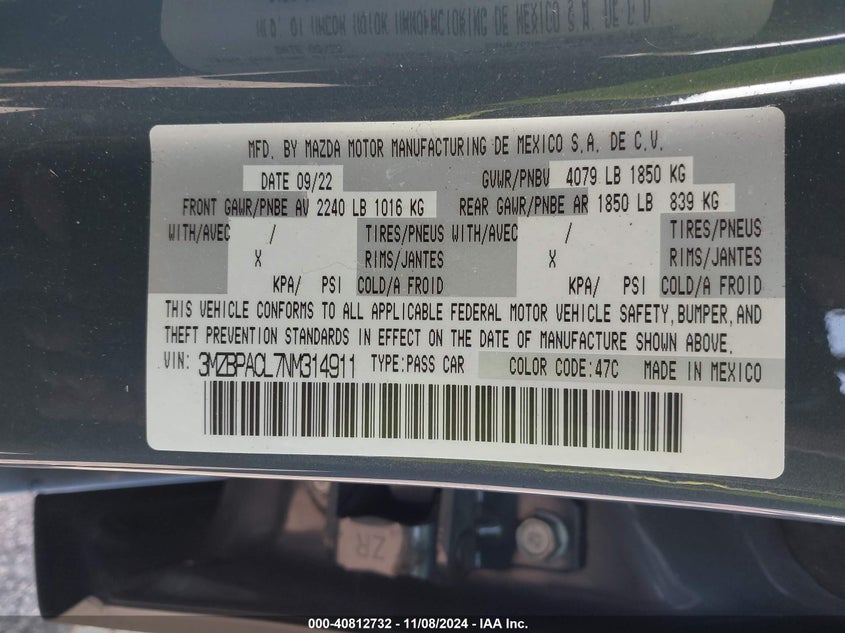 MFD. BY MAZDA MOTOR MANUFACTURING DE MEXICO S.A. DE C.V.
DATE 09/22 GVWR/PNBV 4079 LB 1850 KG
FRONT GAWR/PNBE AV 2240 LB 1016 KG REAR GAWR/PNBE AR 1850 LB 839 KG
WITH/AVEC / TIRES/PNEUS WITH/AVEC / TIRES/PNEUS
X RIMS/JANTES X RIMS/JANTES
KPA/ PSI COLD/A FROID KPA/ PSI COLD/A FROID
THIS VEHICLE CONFORMS TO ALL APPLICABLE FEDERAL MOTOR VEHICLE SAFETY, BUMPER, AND
THEFT PREVENTION STANDARDS IN EFFECT ON THE DATE OF MANUFACTURE SHOWN ABOVE.
VIN: 3MZBPACL7NM314911 TYPE:PASS CAR COLOR CODE:47C MADE IN MEXICO
ZR
000-40812732 - 11/08/2024 - IAA Inc.